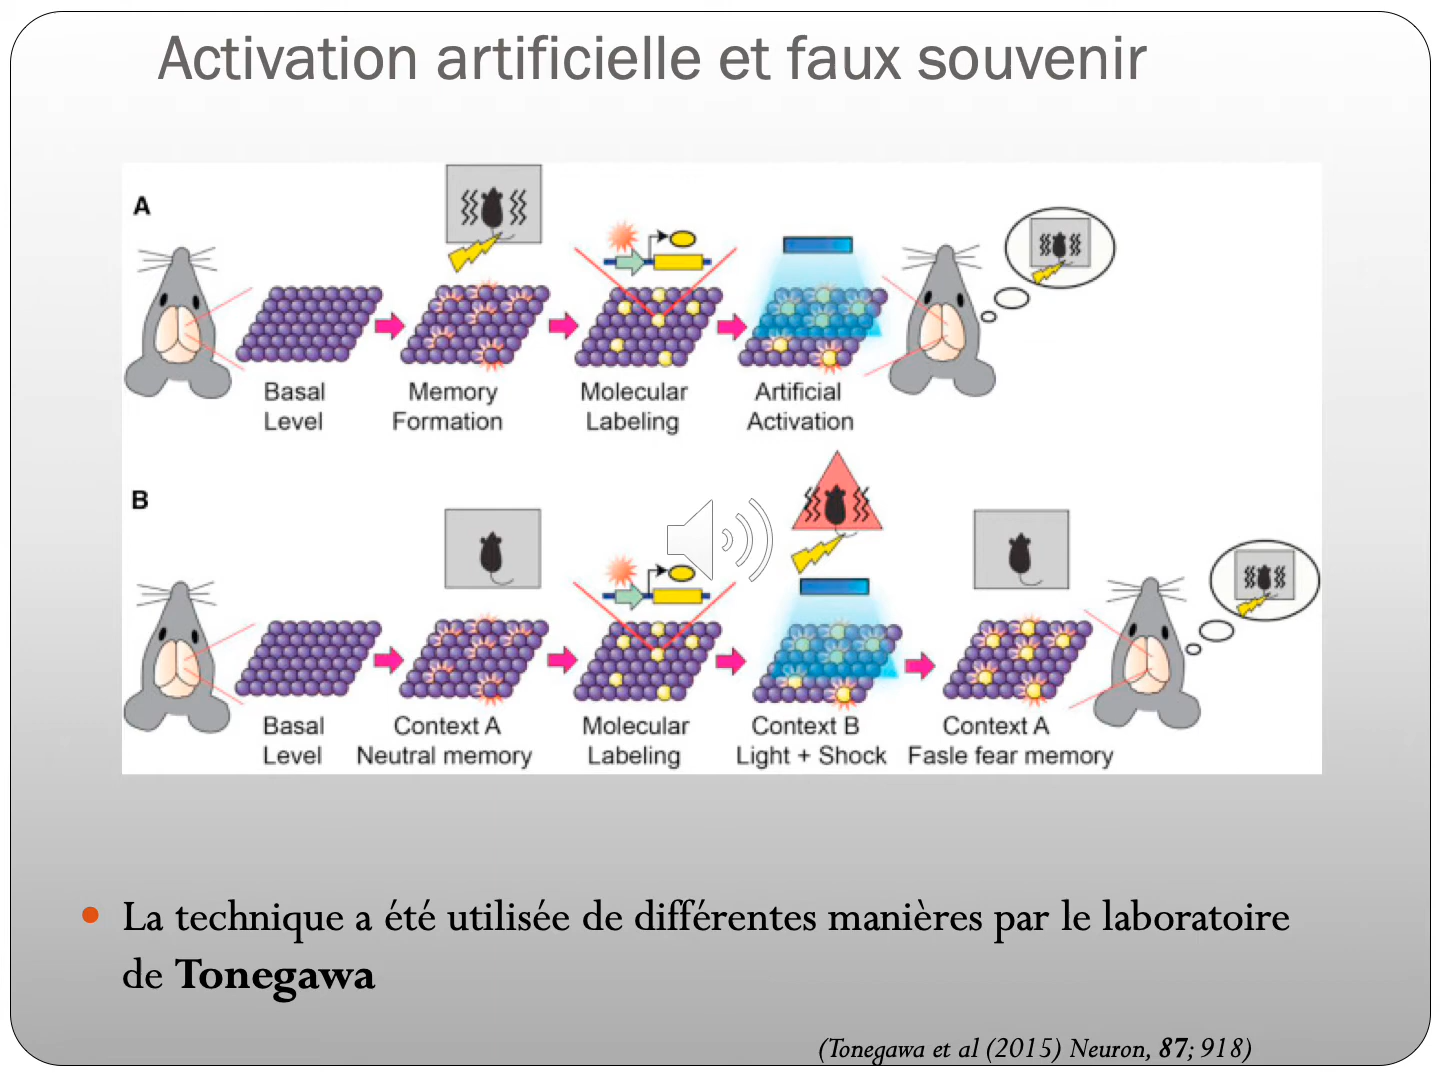 Activation artificielle et faux souvenir
A
Basal
Level
Memory
Formation
Molecular
Labeling
Artificial
Activation
B
Basal
Level
Context A
Neutral memory
Molecular
Labeling
Context B
Light + Shock
Context A
Fasle fear memory
• La technique a été utilisée de différentes manières par le laboratoire
de Tonegawa
(Tonegawa et al (2015) Neuron, 87; 918)